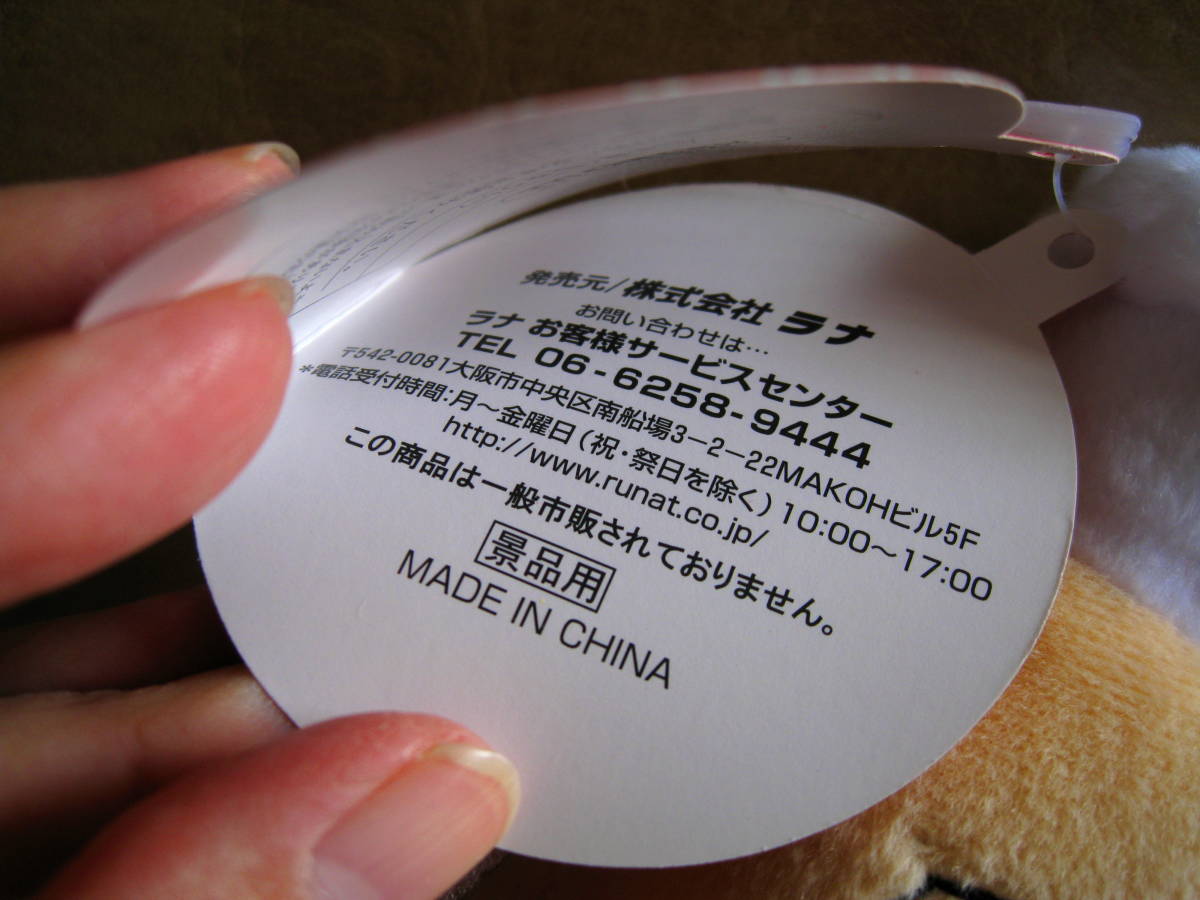 発売元/株式会社 ラナ
お問い合わせは…
ラナ お客様サービスセンター
TEL 06-6258-9444
〒542-0081大阪市中央区南船場3-2-22MAKOHビル5F
*電話受付時間:月〜金曜日(祝・祭日を除く)10:00〜17:00
http://www.runat.co.jp/
この商品は一般市販されておりません。
景品用
MADE IN CHINA